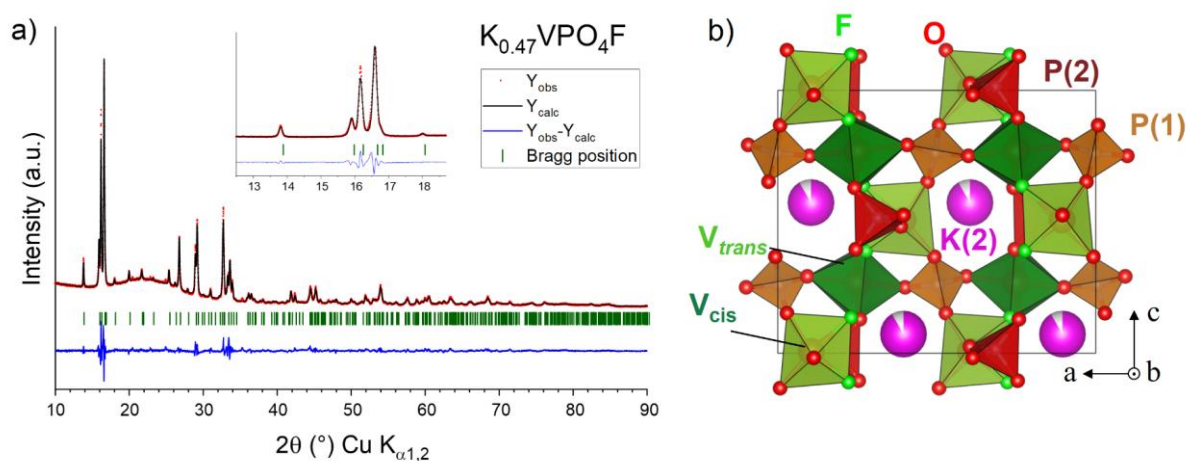 a)
K0.47VPO4F
Yobs
Ycalc
Yobs-Ycalc
Bragg position
13 14 15 16 17 18
Intensity (a.u.)
10 20 30 40 50 60 70 80 90
2θ (°) Cu Kα1,2
b)
F
O
P(2)
P(1)
K(2)
Vtrans
Vcis
c
a
b